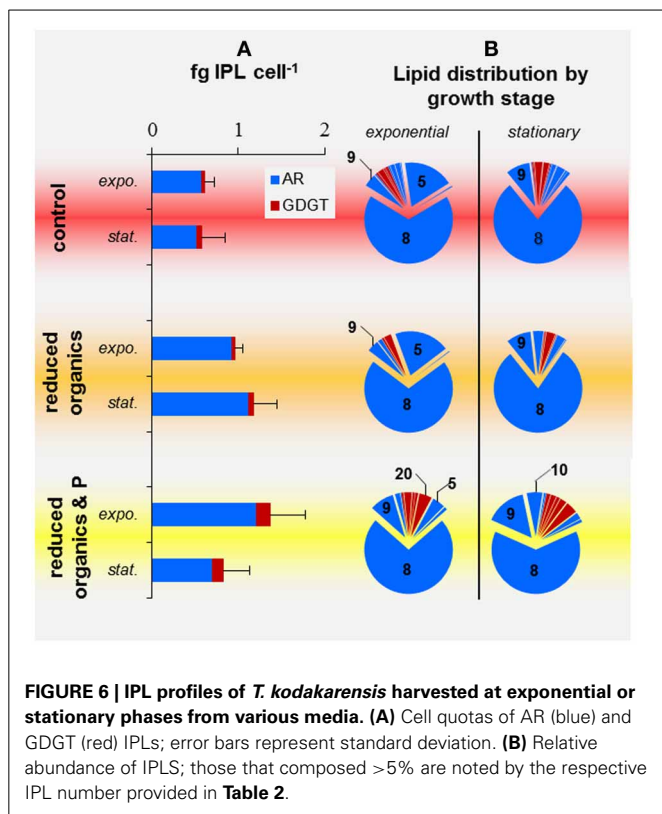 A
fg IPL cell-1
0 1 2
AR
GDGT
control
expo.
stat.
reduced organics
expo.
stat.
reduced organics & P
expo.
stat.
B
Lipid distribution by
growth stage
exponential stationary
9 5 8
9 8
9 5 8
9 8
9 20 5 8
10 9 8
FIGURE 6 | IPL profiles of T. kodakarensis harvested at exponential or
stationary phases from various media. (A) Cell quotas of AR (blue) and
GDGT (red) IPLs; error bars represent standard deviation. (B) Relative
abundance of IPLS; those that composed >5% are noted by the respective
IPL number provided in Table 2.